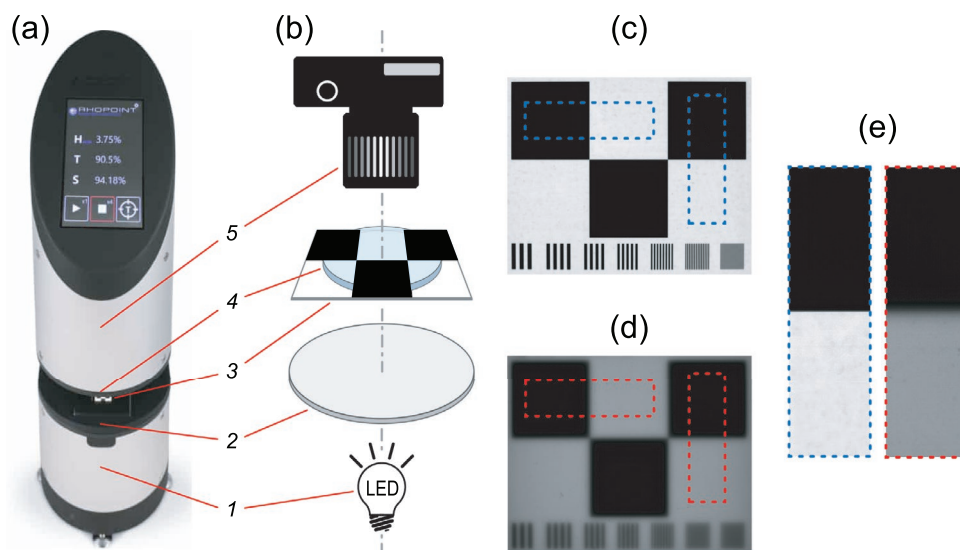 (a)
(b)
(c)
(d)
(e)
RHOPOINT
H 3.75%
T 90.5%
S 94.18%
5
4
3
2
1
LED